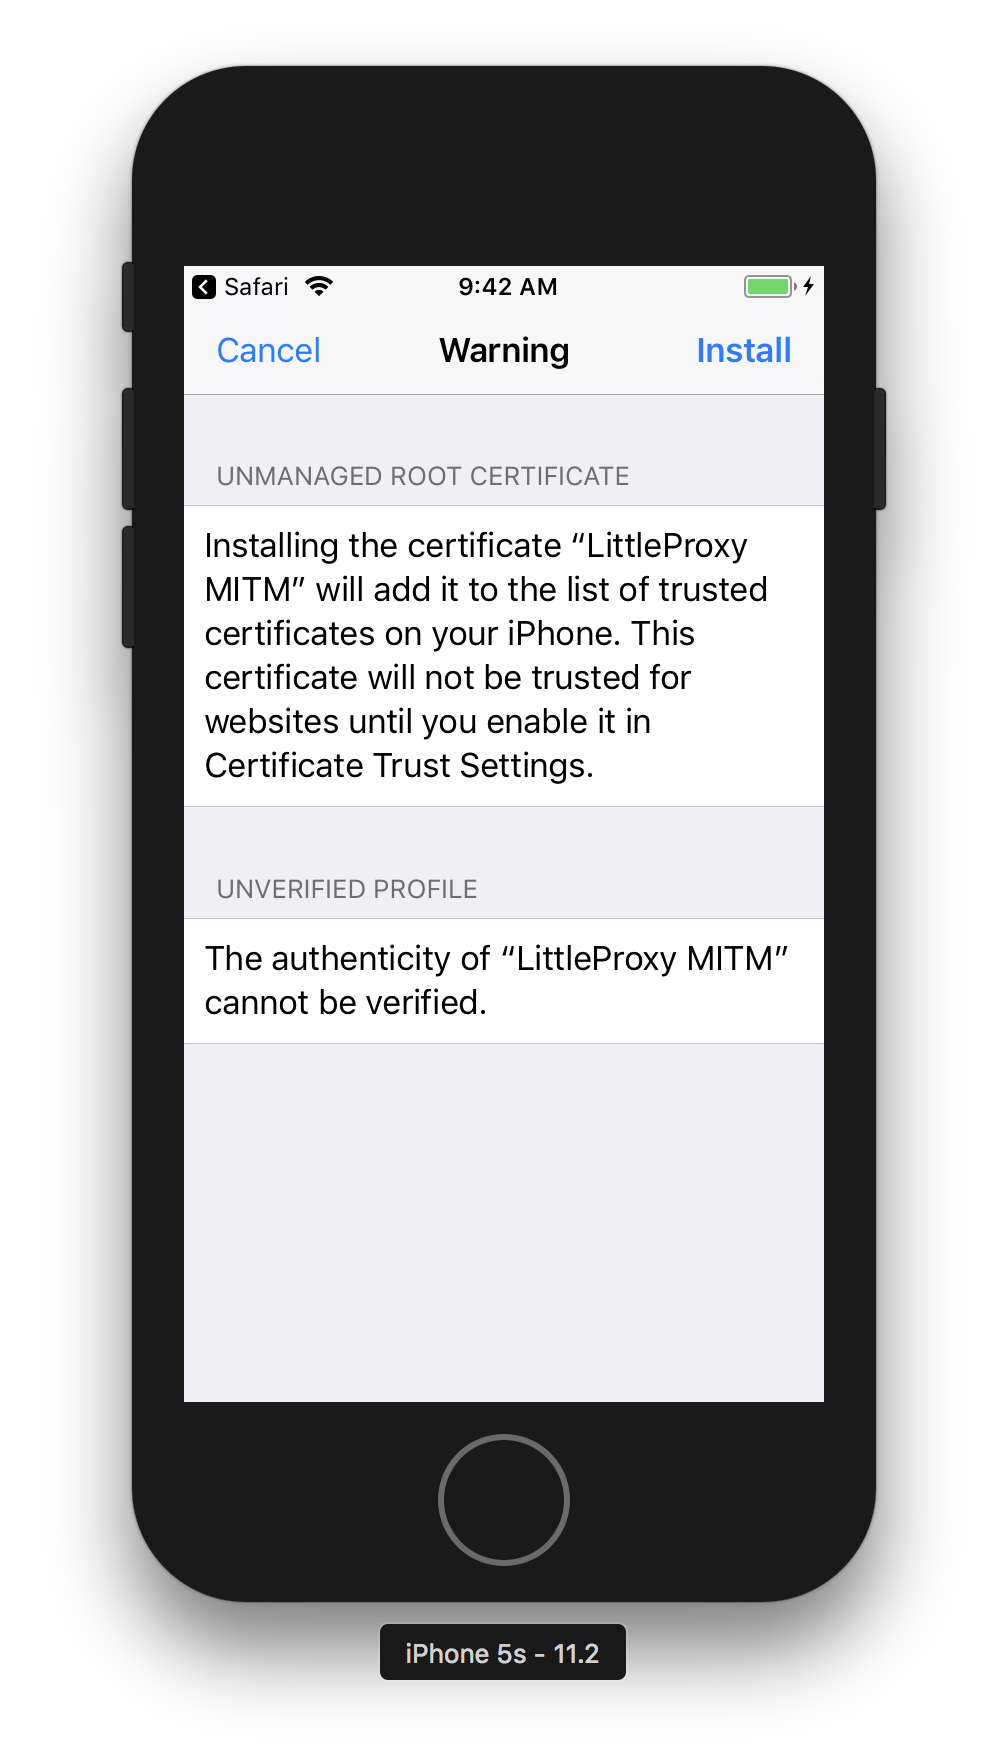 Safari 9:42 AM
Cancel Warning Install
UNMANAGED ROOT CERTIFICATE
Installing the certificate “LittleProxy
MITM” will add it to the list of trusted
certificates on your iPhone. This
certificate will not be trusted for
websites until you enable it in
Certificate Trust Settings.
UNVERIFIED PROFILE
The authenticity of “LittleProxy MITM”
cannot be verified.
iPhone 5s - 11.2